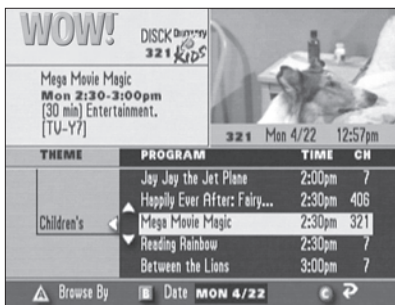 WOW!
DISCK Discovery
321 KIDS
Mega Movie Magic
Mon 2:30-3:00pm
(30 min) Entertainment.
(TV-Y7)
321 Mon 4/22 12:57pm
THEME PROGRAM TIME CH
Jay Jay the Jet Plane 2:00pm 7
Happily Ever After: Fairy... 2:30pm 406
Children's Mega Movie Magic 2:30pm 321
Reading Rainbow 2:30pm 7
Between the Lions 3:00pm 7
A Browse By B Date MON 4/22 C